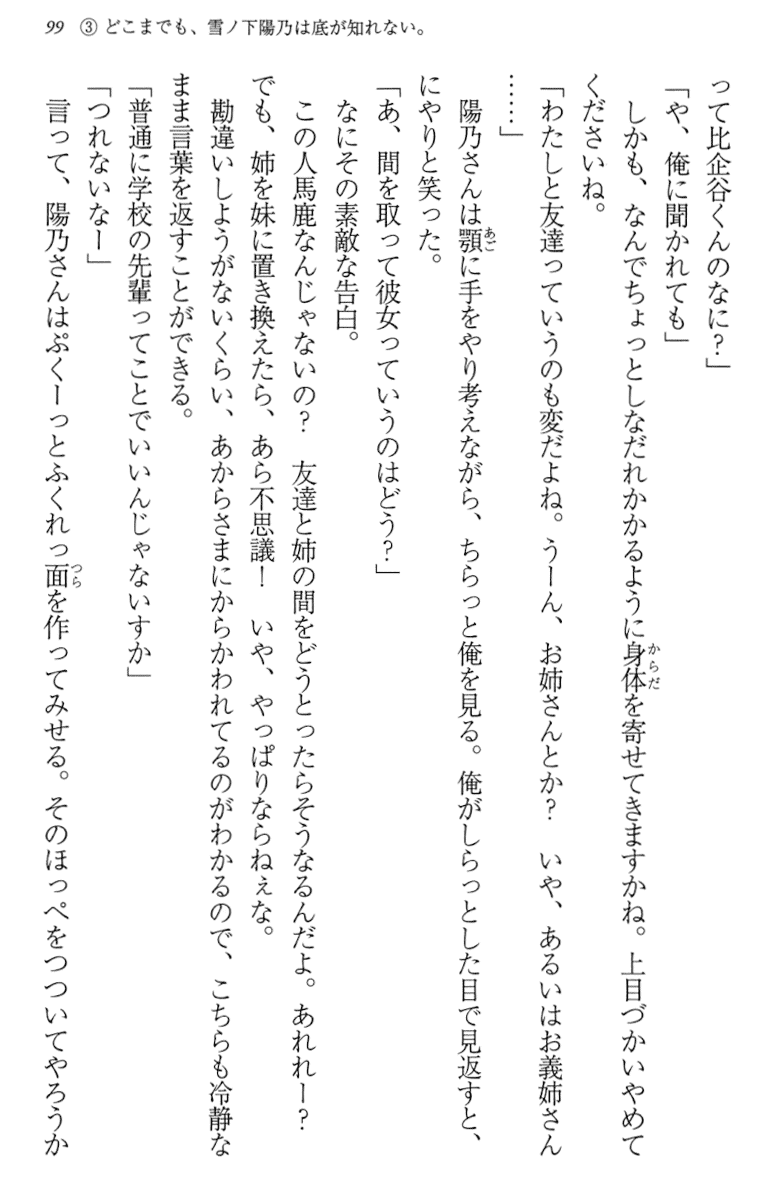 99 ③ どこまでも、雪ノ下陽乃は底が知れない。
って比企谷くんのなに？」
「や、俺に聞かれても」
　しかも、なんでちょっとしなだれかかるように身体を寄せてきますかね。上目づかいやめて
からだ
くださいね。
「わたしと友達っていうのも変だよね。うーん、お姉さんとか？　いや、あるいはお義姉さん
……」
　陽乃さんは顎に手をやり考えながら、ちらっと俺を見る。俺がしらっとした目で見返すと、
あご
にやりと笑った。
「あ、間を取って彼女っていうのはどう？」
　なにその素敵な告白。
　この人馬鹿なんじゃないの？　友達と姉の間をどうとったらそうなるんだよ。あれれー？
でも、姉を妹に置き換えたら、あら不思議！　いや、やっぱりならねぇな。
　勘違いしようがないくらい、あからさまにからかわれてるのがわかるので、こちらも冷静な
まま言葉を返すことができる。
「普通に学校の先輩ってことでいいんじゃないすか」
「つれないなー」
　言って、陽乃さんはぷくーっとふくれっ面を作ってみせる。そのほっぺをつついてやろうか
つら